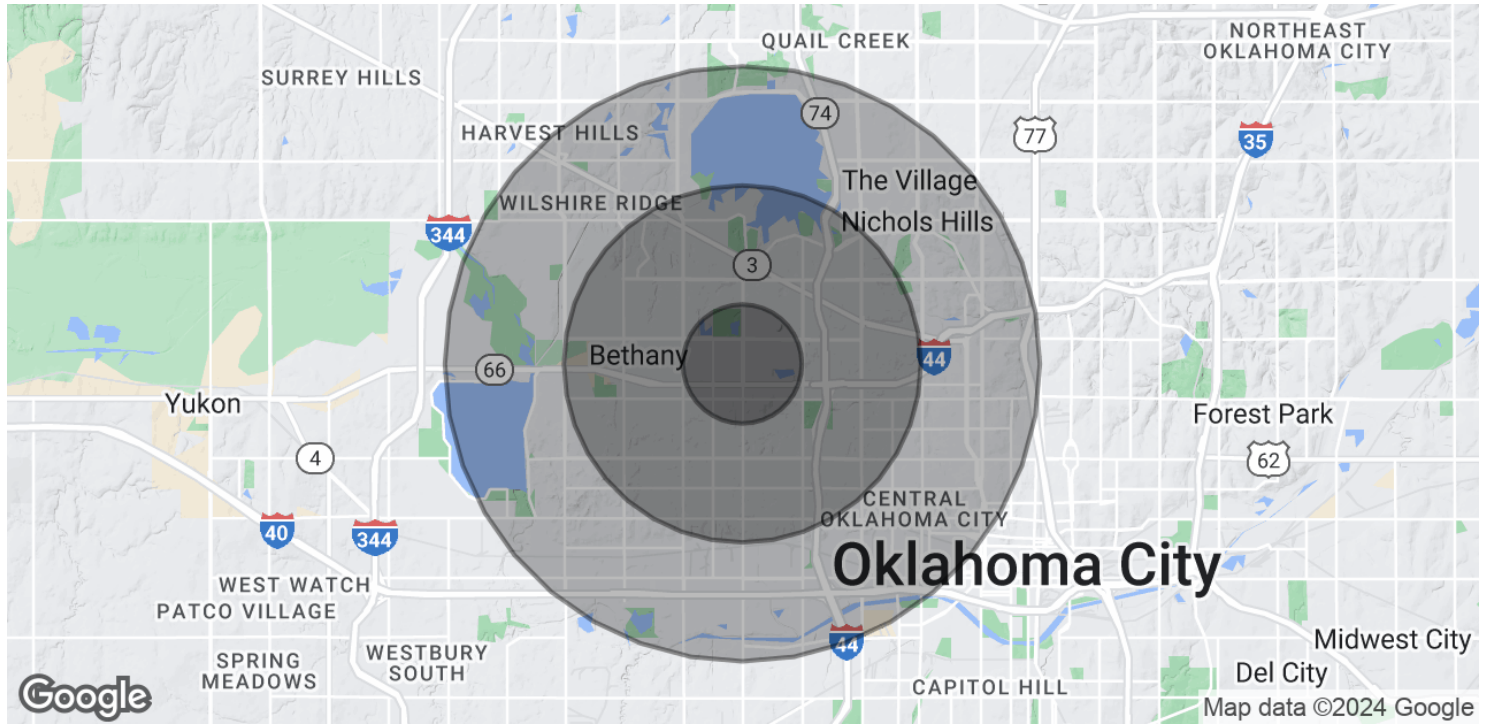 QUAIL CREEK
NORTHEAST
OKLAHOMA CITY
SURREY HILLS
74
HARVEST HILLS
77
35
The Village
WILSHIRE RIDGE
Nichols Hills
344
3
Bethany
44
66
Yukon
Forest Park
4
62
CENTRAL
OKLAHOMA CITY
40
344
Oklahoma City
WEST WATCH
PATCO VILLAGE
44
Midwest City
WESTBURY
SOUTH
SPRING
MEADOWS
Del City
CAPITOL HILL
Google
Map data ©2024 Google